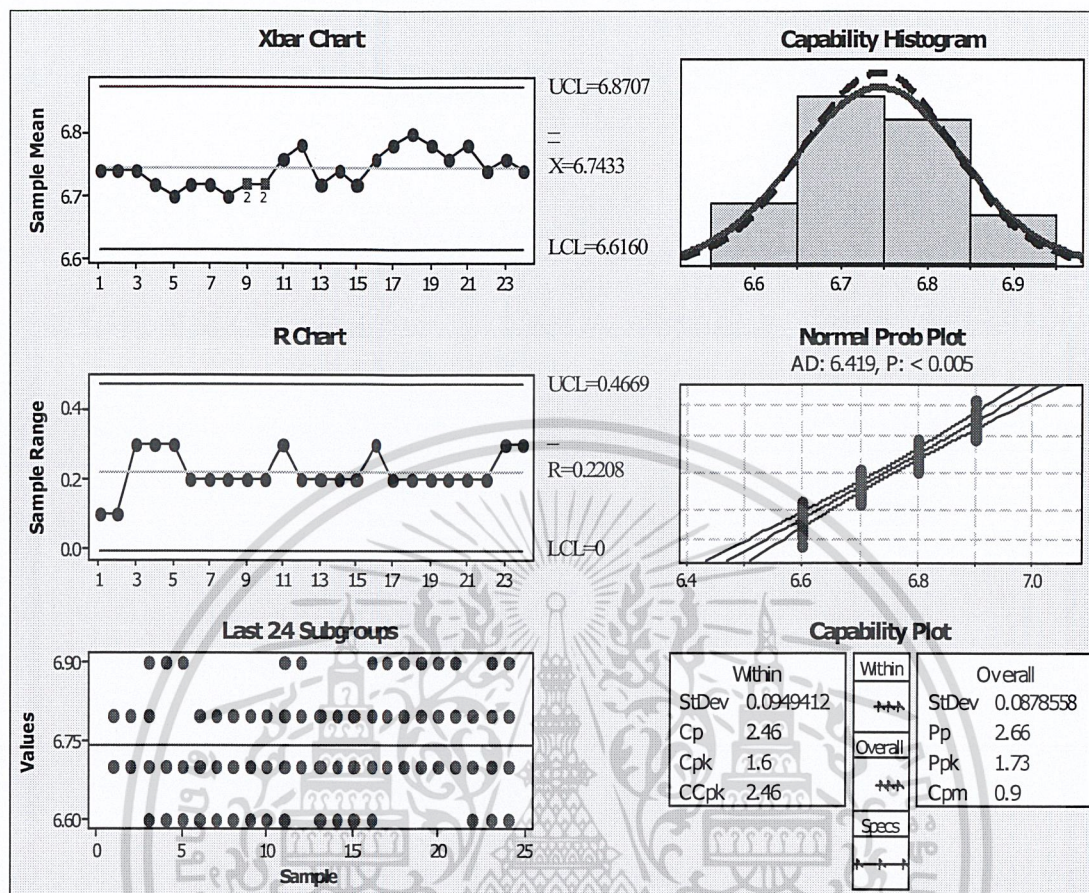 Xbar Chart
Sample Mean
6.8
6.7
6.6
2 2
1 3 5 7 9 11 13 15 17 19 21 23
UCL=6.8707
X=6.7433
LCL=6.6160
Capability Histogram
6.6 6.7 6.8 6.9
R Chart
Sample Range
0.4
0.2
0.0
1 3 5 7 9 11 13 15 17 19 21 23
UCL=0.4669
R=0.2208
LCL=0
Normal Prob Plot
AD: 6.419, P: < 0.005
6.4 6.6 6.8 7.0
Last 24 Subgroups
Values
6.90
6.75
6.60
0 5 10 15 20 25
Sample
Capability Plot
Within
StDev 0.0949412
Cp 2.46
Cpk 1.6
CCpk 2.46
Within
Overall
Specs
Overall
StDev 0.0878558
Pp 2.66
Ppk 1.73
Cpm 0.9